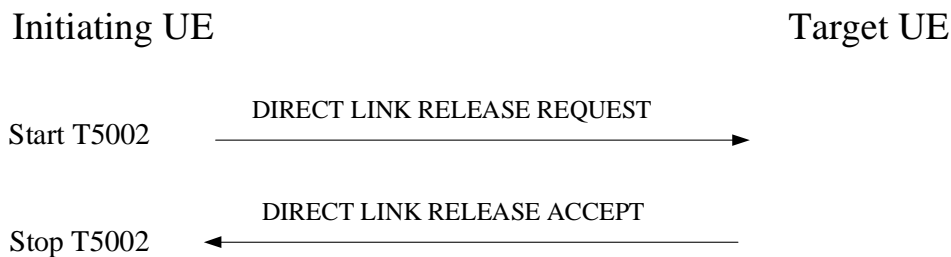 Initiating UE
Target UE
DIRECT LINK RELEASE REQUEST
Start T5002
DIRECT LINK RELEASE ACCEPT
Stop T5002